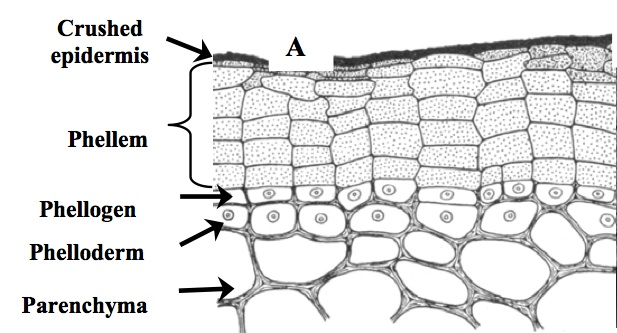 Crushed
epidermis
A
Phellem
Phellogen
Phelloderm
Parenchyma